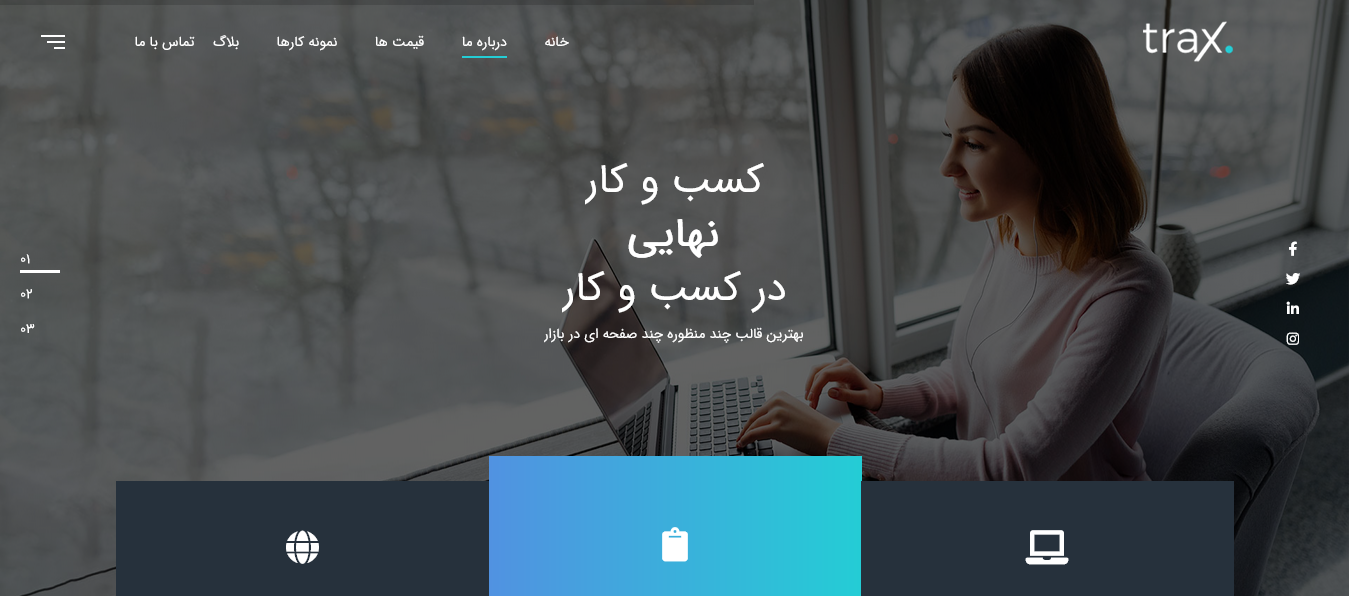 trax.
خانه
درباره ما
قیمت ها
نمونه کارها
بلاگ
تماس با ما
کسب و کار
نهایی
در کسب و کار
بهترین قالب چند منظوره چند صفحه ای در بازار
۰۱
۰۲
۰۳